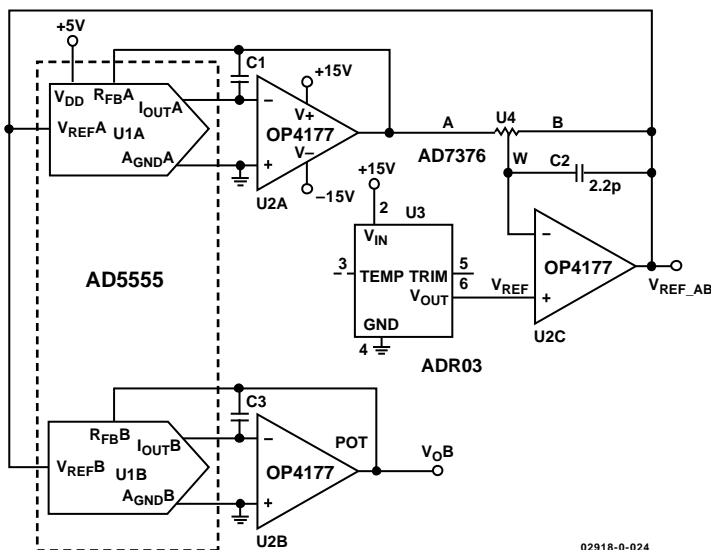 +5V
C1
+15V
VDD
RFBA
IOUTA
VREFA
U1A
AGNDA
V+
OP4177
V–
–15V
U2A
A
U4
B
AD7376
W
C2
2.2p
+15V
2
U3
VIN
3
TEMP
TRIM
5
6
VOUT
VREF
GND
4
ADR03
OP4177
U2C
VREF_AB
AD5555
C3
RFBB
IOUTB
VREFB
U1B
AGNDB
POT
OP4177
VOB
U2B
02918-0-024